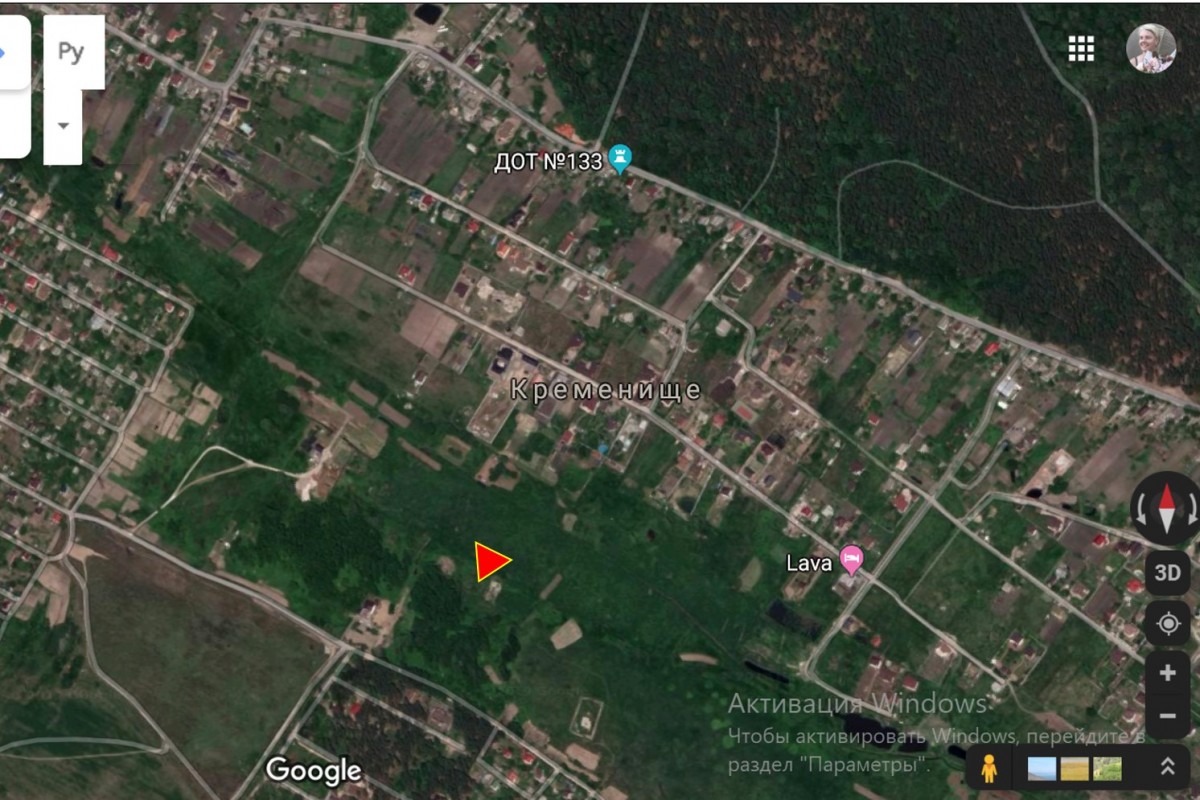 Ру
ДОТ №133
Кременище
Lava
3D
Активация Windows
Чтобы активировать Windows, перейдите в
раздел "Параметры".
Google